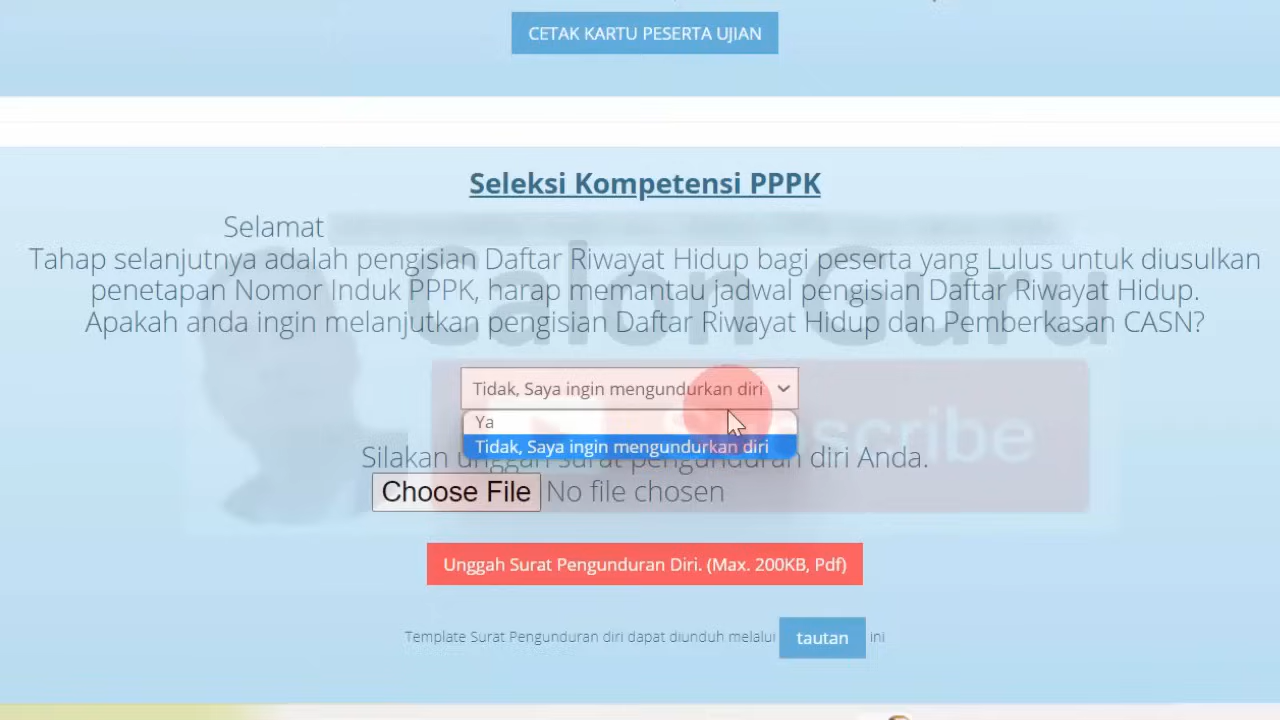 CETAK KARTU PESERTA UJIAN
Seleksi Kompetensi PPPK
Selamat
Tahap selanjutnya adalah pengisian Daftar Riwayat Hidup bagi peserta yang Lulus untuk diusulkan
penetapan Nomor Induk PPPK, harap memantau jadwal pengisian Daftar Riwayat Hidup.
Apakah anda ingin melanjutkan pengisian Daftar Riwayat Hidup dan Pemberkasan CASN?
Calon Guru
Tidak, Saya ingin mengundurkan diri
Ya
Tidak, Saya ingin mengundurkan diri
scribe
Silakan unggah surat pengunduran diri Anda.
Choose File No file chosen
Unggah Surat Pengunduran Diri. (Max. 200KB, Pdf)
Template Surat Pengunduran diri dapat diunduh melalui tautan ini